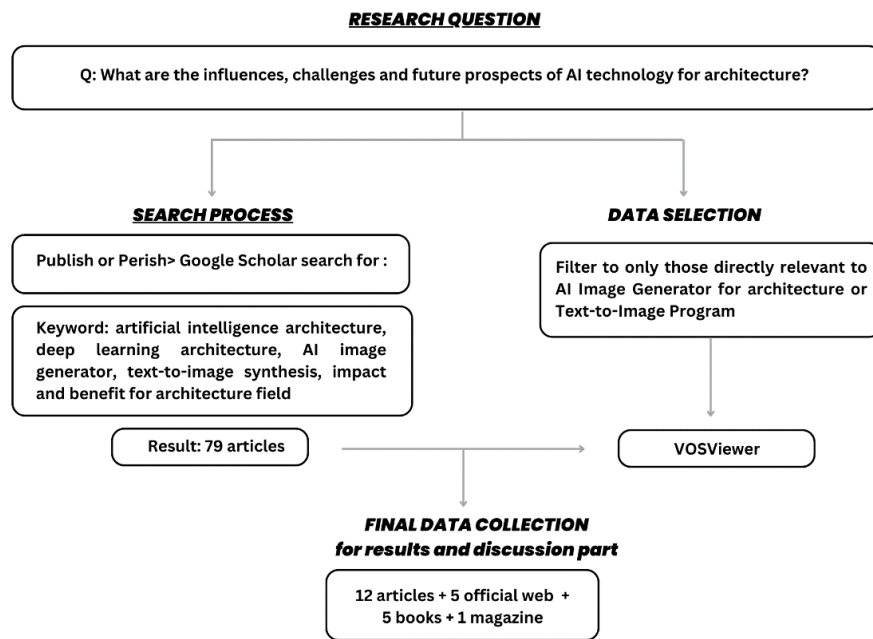 RESEARCH QUESTION
Q: What are the influences, challenges and future prospects of AI technology for architecture?
SEARCH PROCESS
Publish or Perish> Google Scholar search for :
Keyword: artificial intelligence architecture,
deep learning architecture, AI image
generator, text-to-image synthesis, impact
and benefit for architecture field
Result: 79 articles
DATA SELECTION
Filter to only those directly relevant to
AI Image Generator for architecture or
Text-to-Image Program
VOSViewer
FINAL DATA COLLECTION
for results and discussion part
12 articles + 5 official web +
5 books + 1 magazine